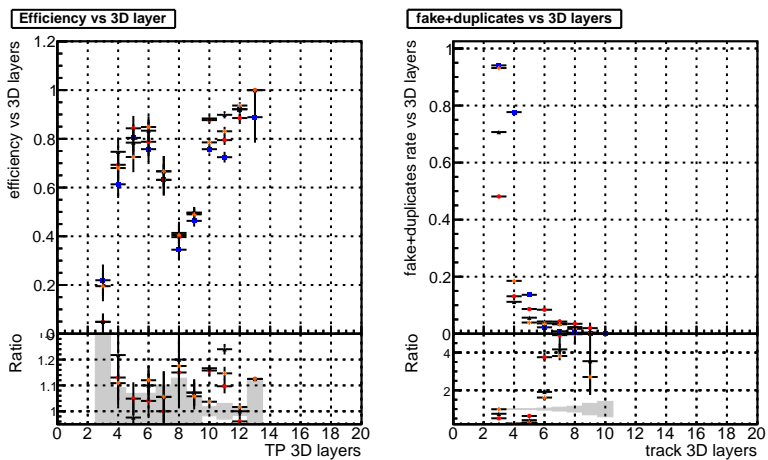 Efficiency vs 3D layer
efficiency vs 3D layers
1.2
1
0.8
0.6
0.4
0.2
0
Ratio
1.2
1.1
1
0 2 4 6 8 10 12 14 16 18 20
TP 3D layers
fake+duplicates vs 3D layers
fake+duplicates rate vs 3D layers
1
0.8
0.6
0.4
0.2
0
Ratio
4
2
0 2 4 6 8 10 12 14 16 18 20
track 3D layers